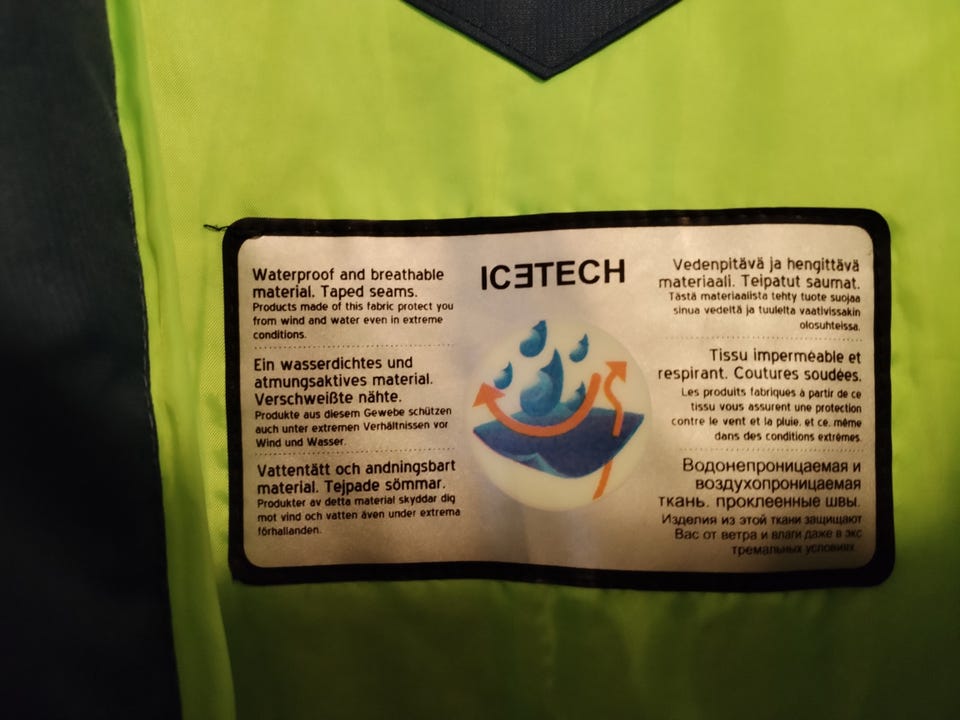 Waterproof and breathable
material. Taped seams.
Products made of this fabric protect you
from wind and water even in extreme
conditions.
Ein wasserdichtes und
atmungsaktives material.
Verschweißte nähte.
Produkte aus diesem Gewebe schützen
auch unter extremen Verhältnissen vor
Wind und Wasser.
Vattentätt och andningsbart
material. Tejpade sömmar.
Produkter av detta material skyddar dig
mot vind och vatten även under extrema
förhallanden.
ICƎTECH
Vedenpitävä ja hengittävä
materiaali. Teipatut saumat.
Tästä materiaalista tehty tuote suojaa
sinua vedeltä ja tuulelta vaativissakin
olosuhteissa.
Tissu imperméable et
respirant. Coutures soudées.
Les produits fabriqués à partir de ce
tissu vous assurent une protection
contre le vent et la pluie, et ce, même
dans des conditions extrêmes.
Водонепроницаемая и
воздухопроницаемая
ткань. проклеенные швы.
Изделия из этой ткани защищают
Вас от ветра и влаги даже в экс
тремальных условиях.